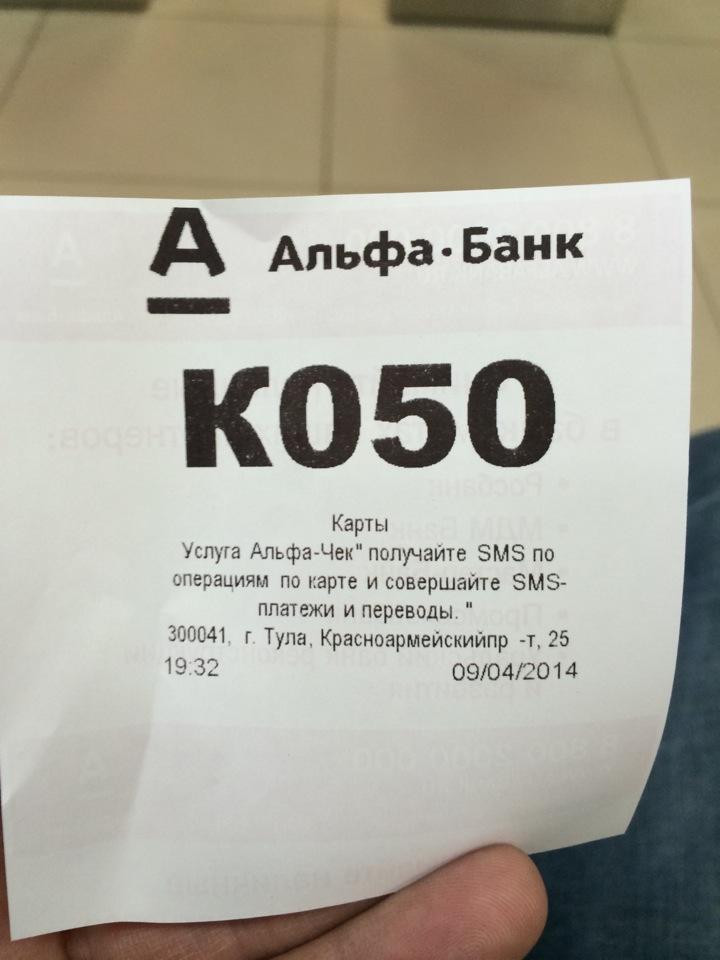 А Альфа·Банк
К050
Карты
Услуга Альфа-Чек" получайте SMS по
операциям по карте и совершайте SMS-
платежи и переводы. "
300041, г. Тула, Красноармейскийпр -т, 25
19:32 09/04/2014